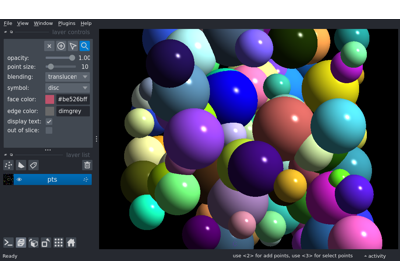 File View Window Plugins Help
layer controls
opacity: 1.00
point size: 10
blending: translucen
symbol: disc
face color: #be526bff
edge color: dimgrey
display text:
out of slice:
layer list
pts
use <2> for add points, use <3> for select points
activity